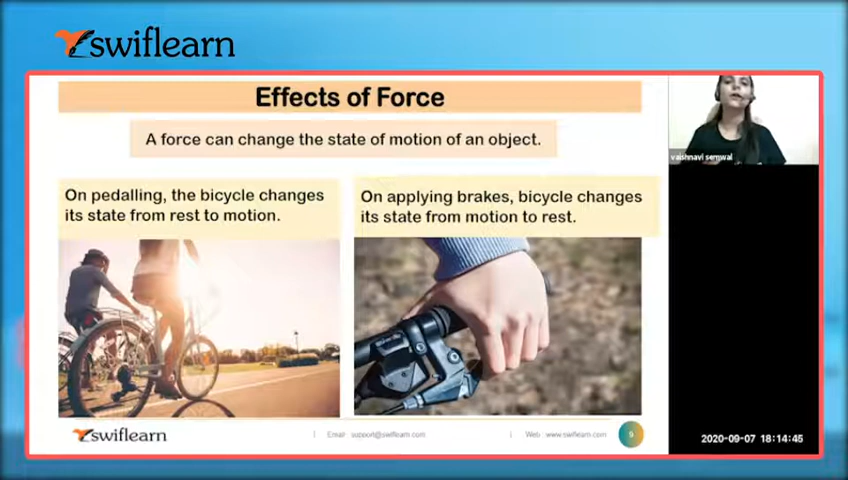 swiflearn
Effects of Force
A force can change the state of motion of an object.
On pedalling, the bicycle changes
its state from rest to motion.
On applying brakes, bicycle changes
its state from motion to rest.
vaishnavi semwal
swiflearn
Email: support@swiflearn.com
Web: www.swiflearn.com
9
2020-09-07 18:14:45